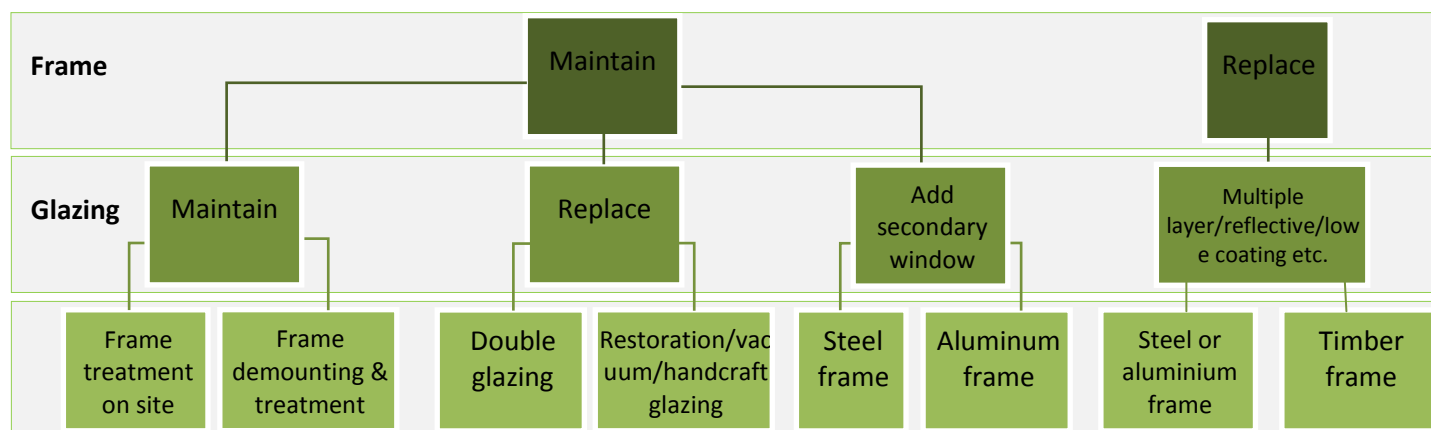 Frame
Maintain
Replace
Glazing
Maintain
Replace
Add
secondary
window
Multiple
layer/reflective/low
e coating etc.
Frame
treatment
on site
Frame
demounting &
treatment
Double
glazing
Restoration/vac
uum/handcraft
glazing
Steel
frame
Aluminum
frame
Steel or
aluminium
frame
Timber
frame